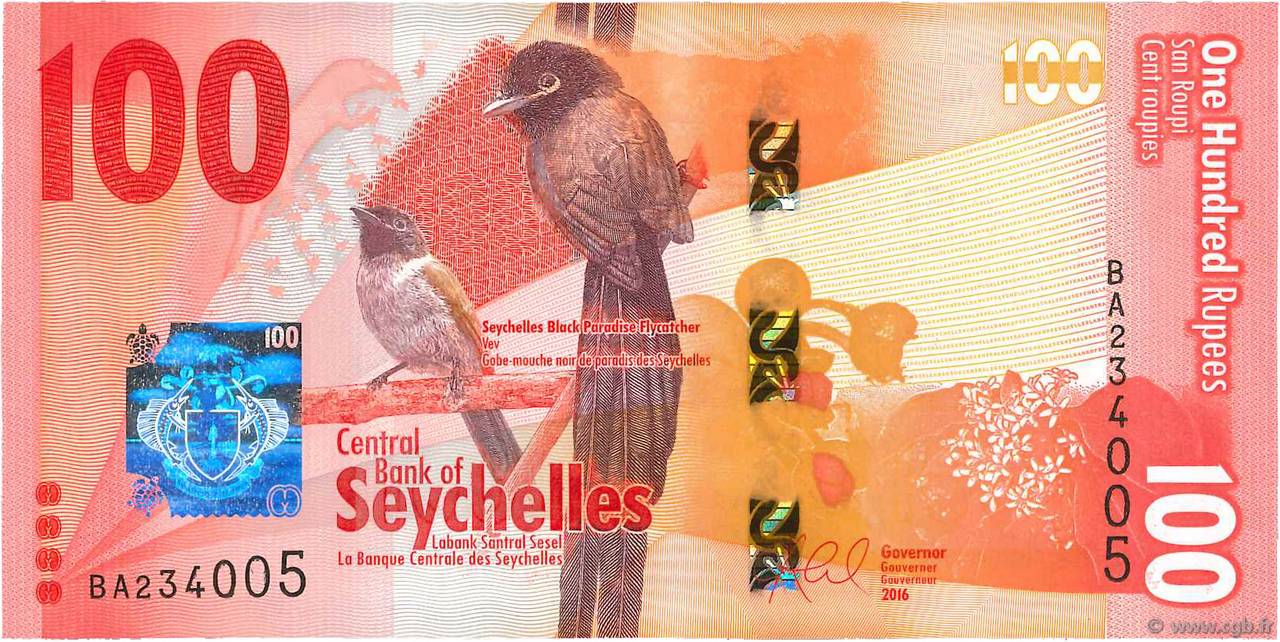 100
100
One Hundred Rupees
San Roupi
Cent roupies
Seychelles Black Paradise Flycatcher
Vev
Gobe-mouche noir de paradis des Seychelles
100
Central
Bank of
Seychelles
Labank Santral Sesel
La Banque Centrale des Seychelles
BA234005
BA234005
Governor
Gouverner
Gouverneur
2016
100
© www.cgb.fr